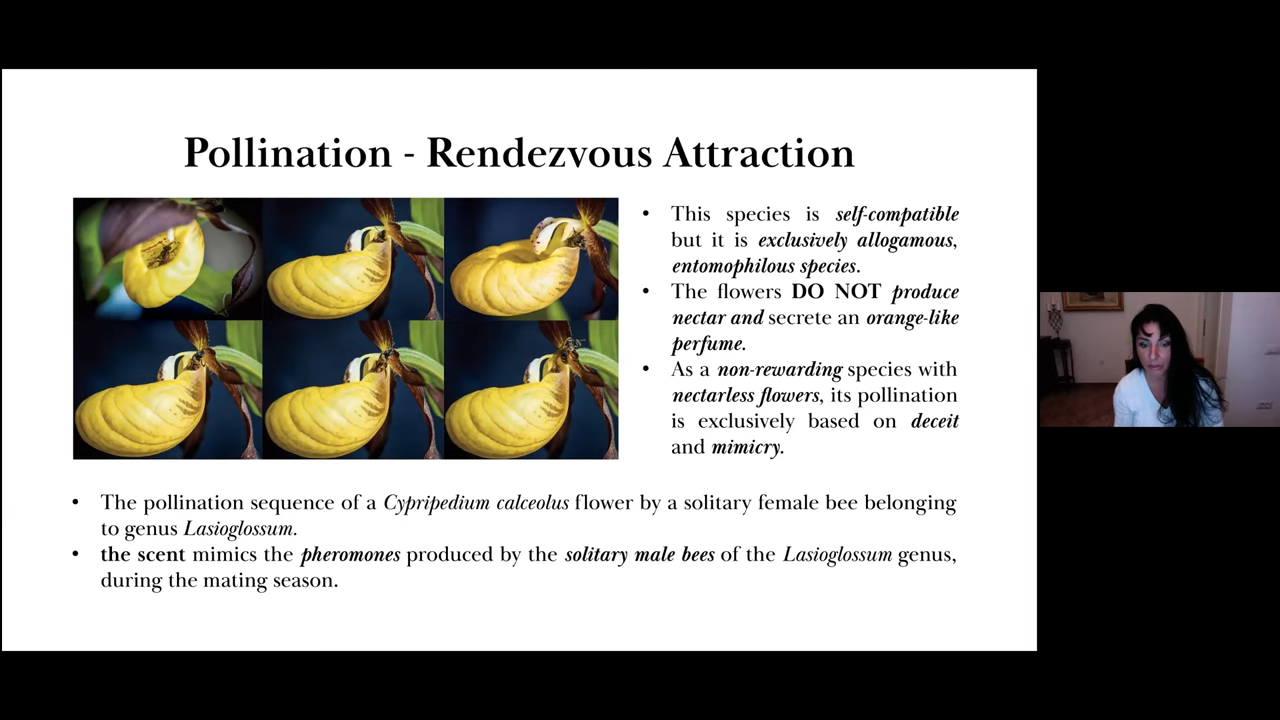 Pollination - Rendezvous Attraction
• This species is self-compatible
but it is exclusively allogamous,
entomophilous species.
• The flowers DO NOT produce
nectar and secrete an orange-like
perfume.
• As a non-rewarding species with
nectarless flowers, its pollination
is exclusively based on deceit
and mimicry.
• The pollination sequence of a Cypripedium calceolus flower by a solitary female bee belonging
to genus Lasioglossum.
• the scent mimics the pheromones produced by the solitary male bees of the Lasioglossum genus,
during the mating season.